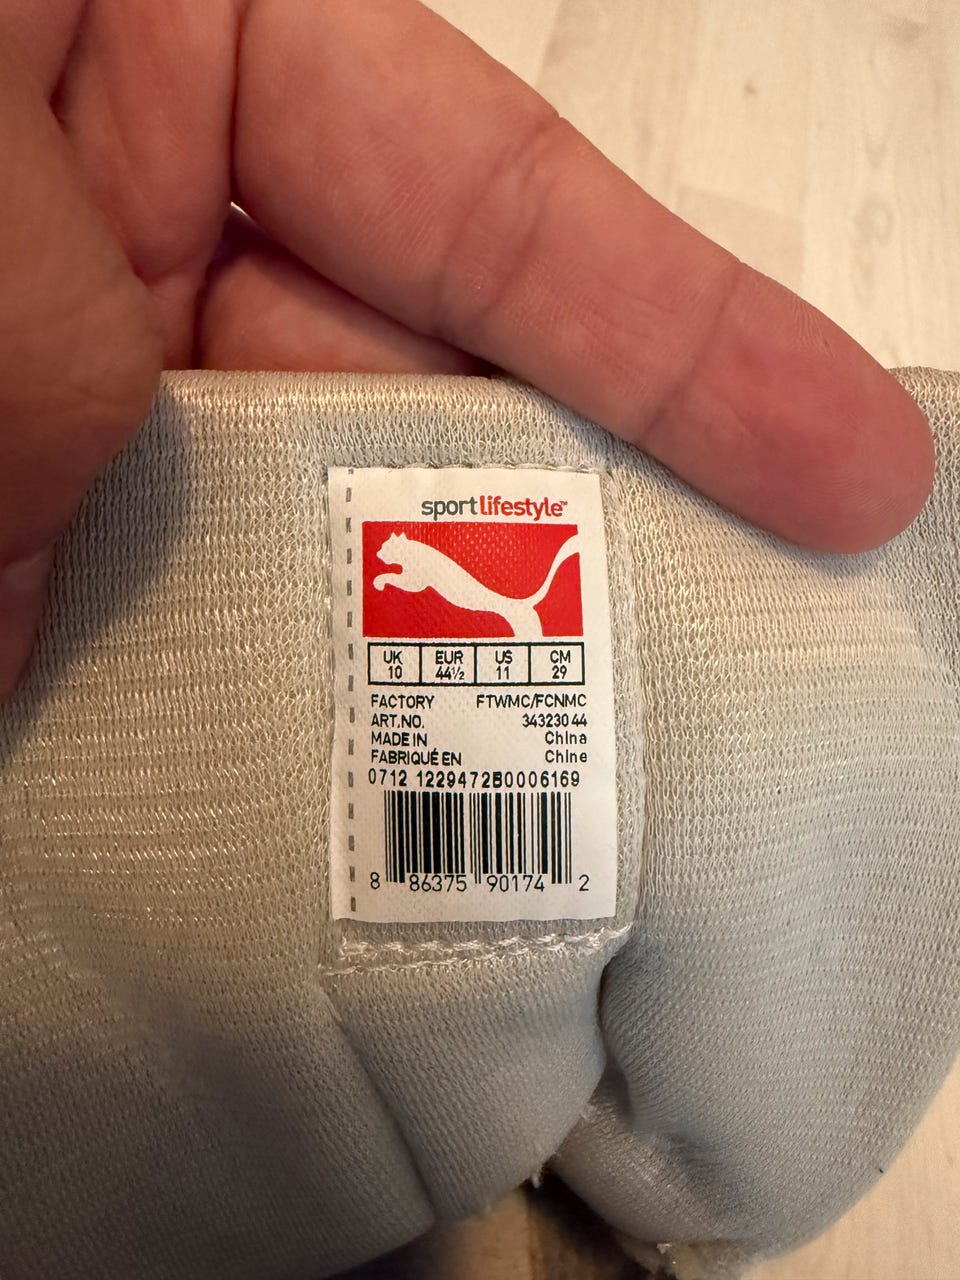 sportlifestyle™
UK EUR US CM
10 44½ 11 29
FACTORY FTWMC/FCNMC
ART.NO. 343230 44
MADE IN China
FABRIQUÉ EN Chine
0712 1229472B0006169
8 86375 90174 2